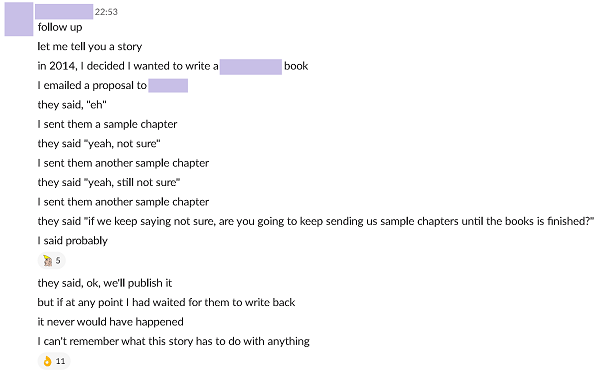 22:53
follow up
let me tell you a story
in 2014, I decided I wanted to write a book
I emailed a proposal to
they said, "eh"
I sent them a sample chapter
they said "yeah, not sure"
I sent them another sample chapter
they said "yeah, still not sure"
I sent them another sample chapter
they said "if we keep saying not sure, are you going to keep sending us sample chapters until the books is finished?"
I said probably
5
they said, ok, we'll publish it
but if at any point I had waited for them to write back
it never would have happened
I can't remember what this story has to do with anything
11